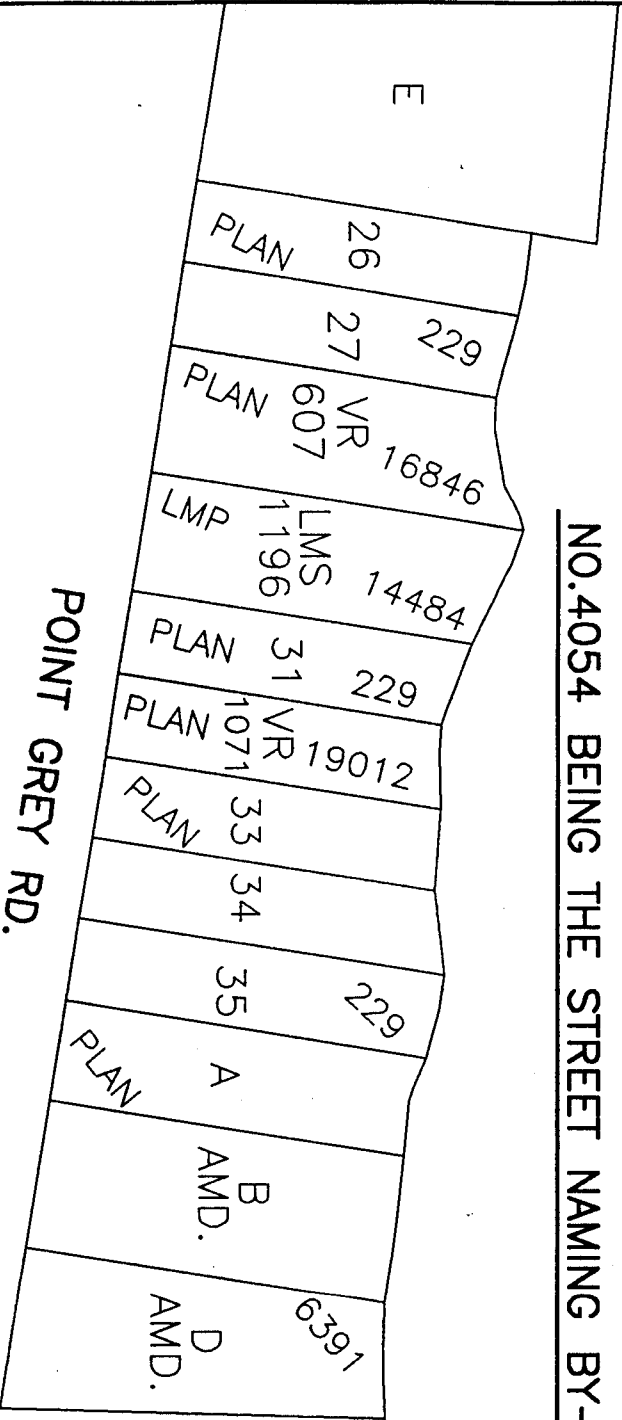 NO.4054 BEING THE STREET NAMING BY-
E
26
PLAN
27
229
VR
607
PLAN
16846
LMS
1196
LMP
14484
31
PLAN
229
VR
1071
PLAN
19012
33
PLAN
34
35
229
A
PLAN
B
AMD.
D
AMD.
6391
POINT GREY RD.